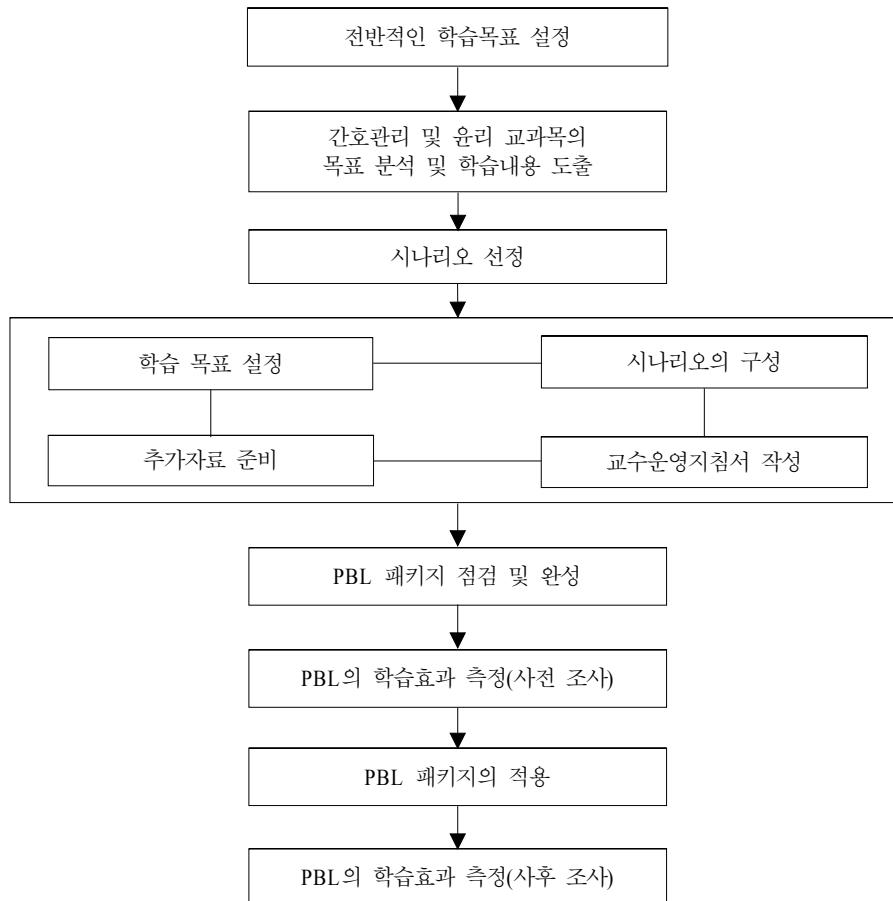 전반적인 학습목표 설정
간호관리 및 윤리 교과목의
목표 분석 및 학습내용 도출
시나리오 선정
학습 목표 설정
시나리오의 구성
추가자료 준비
교수운영지침서 작성
PBL 패키지 점검 및 완성
PBL의 학습효과 측정(사전 조사)
PBL 패키지의 적용
PBL의 학습효과 측정(사후 조사)